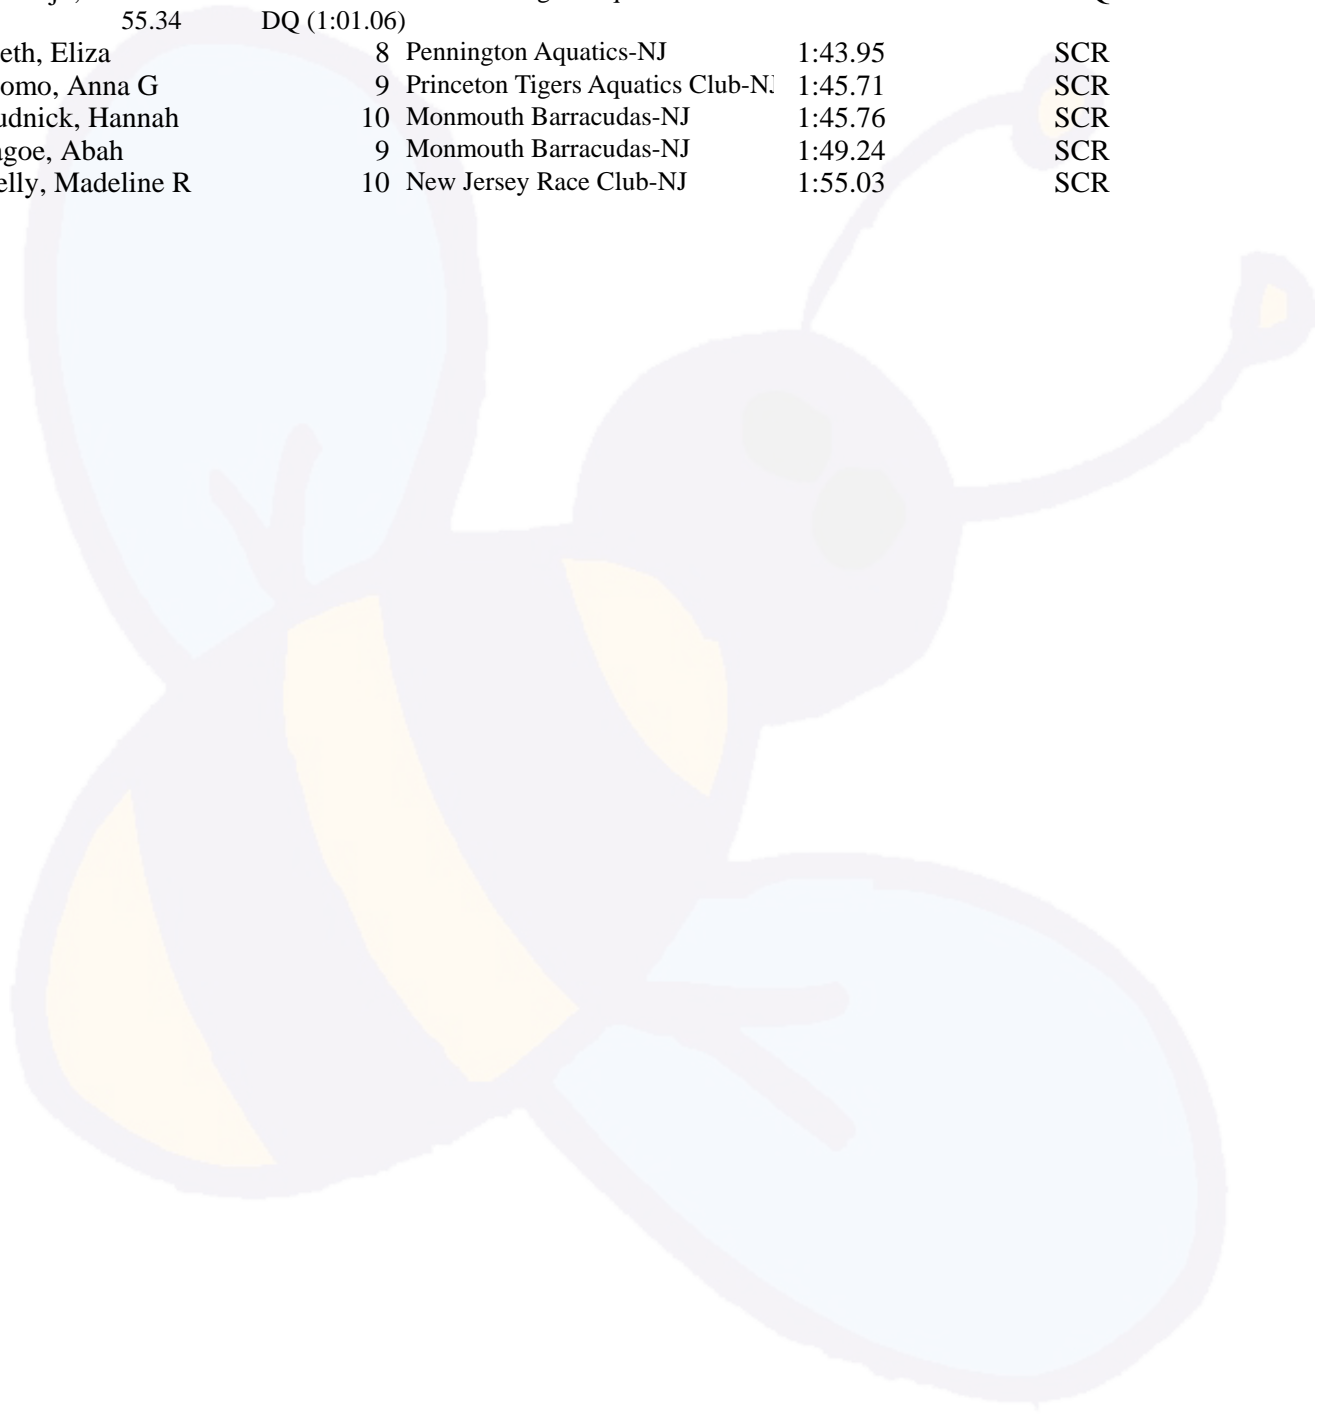 55.34 DQ (1:01.06)
eth, Eliza 8 Pennington Aquatics-NJ 1:43.95 SCR
omo, Anna G 9 Princeton Tigers Aquatics Club-NJ 1:45.71 SCR
udnick, Hannah 10 Monmouth Barracudas-NJ 1:45.76 SCR
agoe, Abah 9 Monmouth Barracudas-NJ 1:49.24 SCR
elly, Madeline R 10 New Jersey Race Club-NJ 1:55.03 SCR